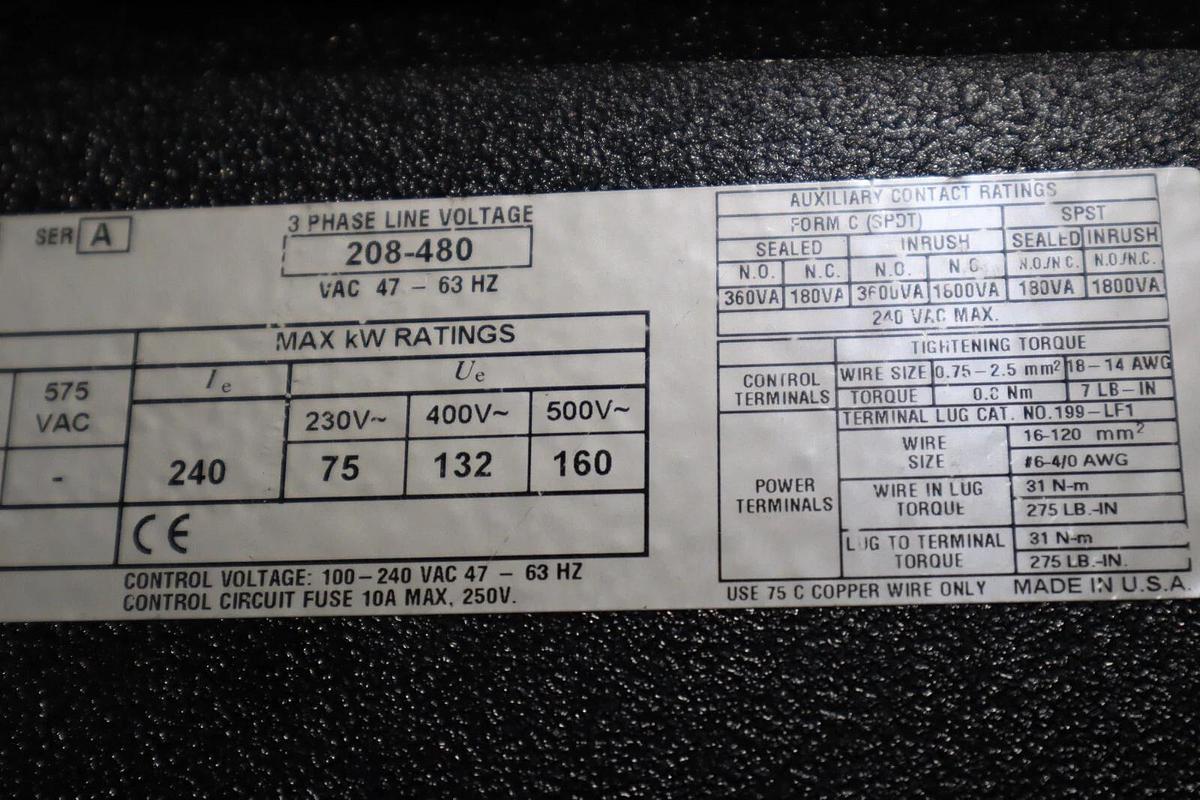 SER A
3 PHASE LINE VOLTAGE
208-480
VAC 47 – 63 HZ
MAX kW RATINGS
575
VAC
Ie
Ue
230V~ 400V~ 500V~
- 240 75 132 160
CE
CONTROL VOLTAGE: 100–240 VAC 47 – 63 HZ
CONTROL CIRCUIT FUSE 10A MAX, 250V.
AUXILIARY CONTACT RATINGS
FORM C (SPDT) SPST
SEALED INRUSH SEALED INRUSH
N.O. N.C. N.O. N.C. N.O./N.C. N.O./N.C.
360VA 180VA 3600VA 1800VA 180VA 1800VA
240 VAC MAX.
TIGHTENING TORQUE
CONTROL
TERMINALS
WIRE SIZE 0.75–2.5 mm² 18–14 AWG
TORQUE Nm 7 LB–IN
POWER
TERMINALS
TERMINAL LUG CAT. NO.199–LF1
WIRE
SIZE
16-120 mm²
#6-4/0 AWG
WIRE IN LUG
TORQUE
31 N-m
275 LB.-IN
LUG TO TERMINAL
TORQUE
31 N-m
275 LB.-IN.
USE 75 C COPPER WIRE ONLY MADE IN U.S.A.